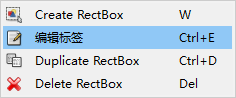 Create RectBox W
编辑标签 Ctrl+E
Duplicate RectBox Ctrl+D
Delete RectBox Del